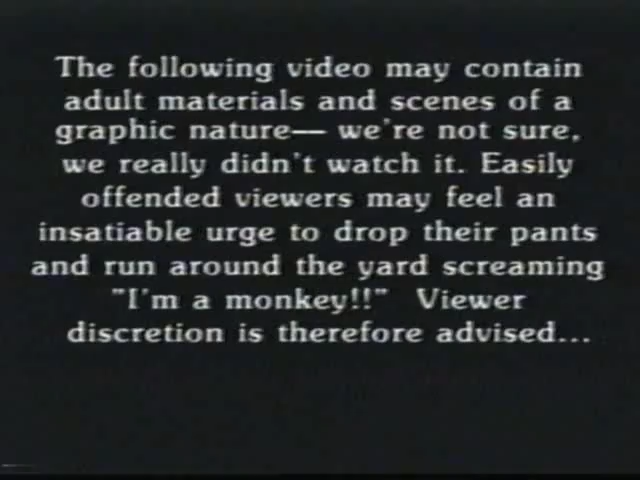 The following video may contain
adult materials and scenes of a
graphic nature— we're not sure,
we really didn't watch it. Easily
offended viewers may feel an
insatiable urge to drop their pants
and run around the yard screaming
"I'm a monkey!!" Viewer
discretion is therefore advised...